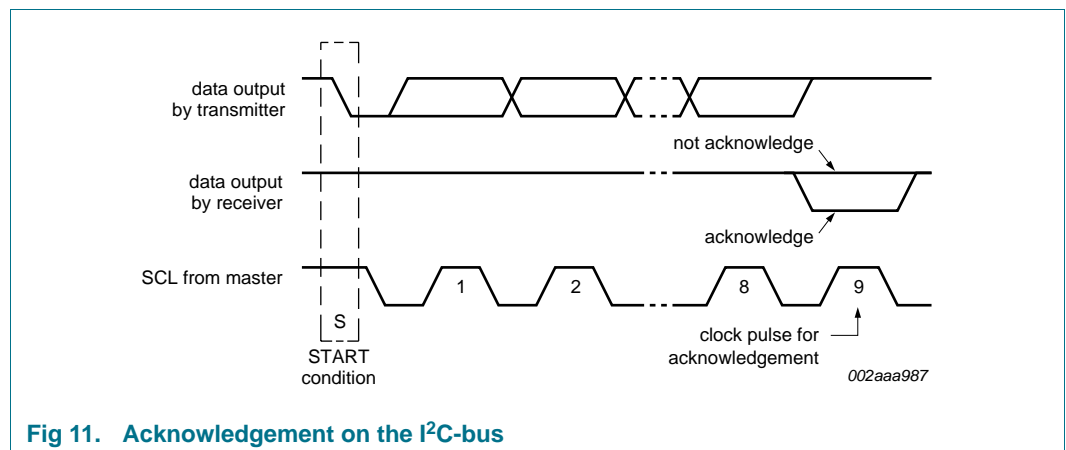 data output
by transmitter
not acknowledge
data output
by receiver
acknowledge
SCL from master
1
2
8
9
S
START
condition
clock pulse for
acknowledgement
002aaa987
Fig 11. Acknowledgement on the I²C-bus